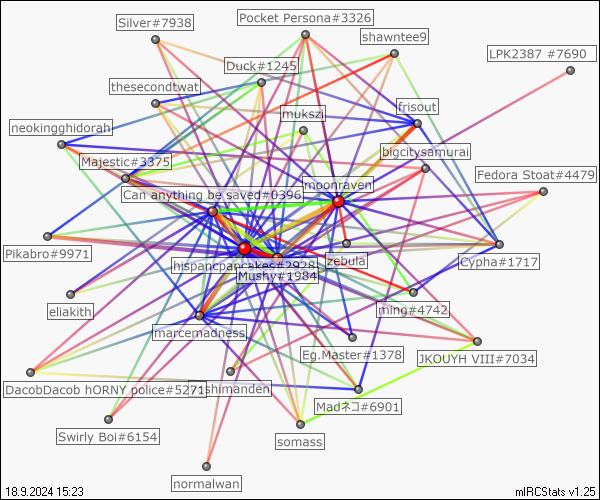 Silver#7938
Pocket Persona#3326
shawntee9
LPK2387 #7690
Duck#1245
thesecondtwat
frisout
mukszi
neokingghidorah
bigcitysamurai
Majestic#3375
Fedora Stoat#4479
moonraven
Can anything be saved#0396
Pikabro#9971
zebula
Cypha#1717
hispancpancakes#2928
Mushy#1984
eliakith
ming#4742
marcemadness
Eg.Master#1378
JKOUYH VIII#7034
DacobDacob hORNY police#5271
shimanden
Madネコ#6901
Swirly Boi#6154
somass
normalwan
18.9.2024 15:23
mIRCStats v1.25